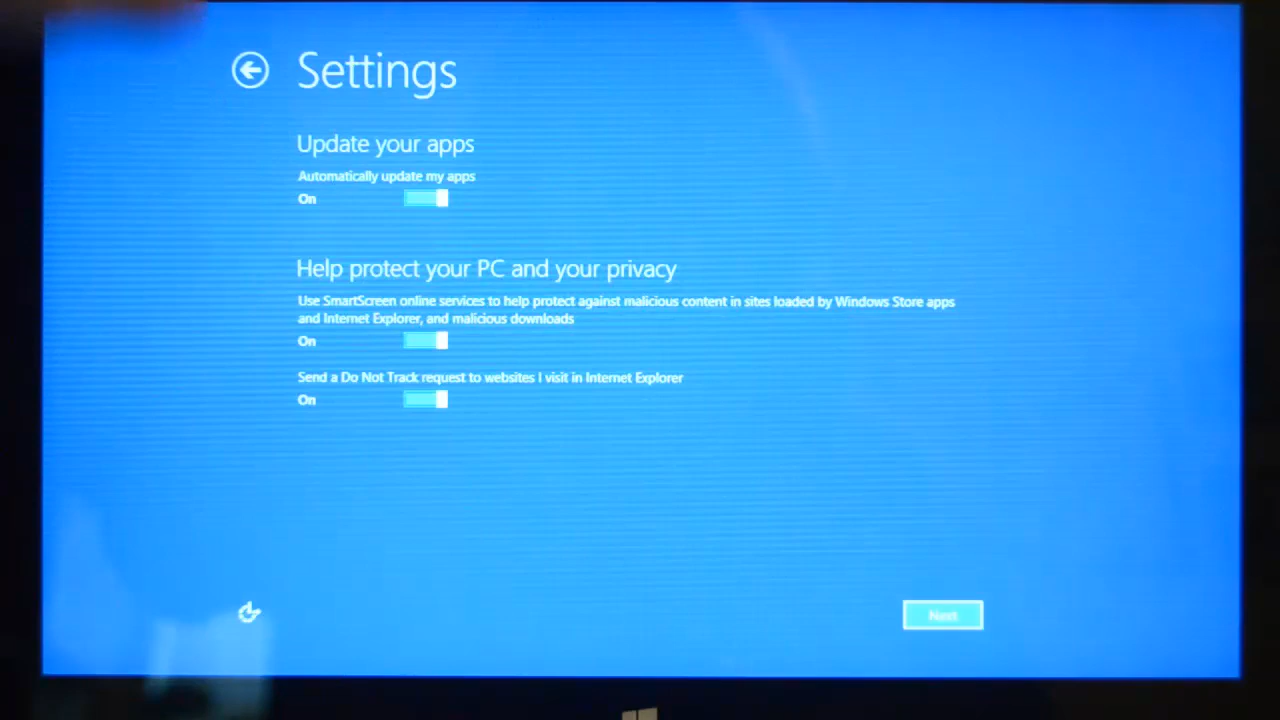 Settings
Update your apps
Automatically update my apps
On
Help protect your PC and your privacy
Use SmartScreen online services to help protect against malicious content in sites loaded by Windows Store apps
and Internet Explorer, and malicious downloads
On
Send a Do Not Track request to websites I visit in Internet Explorer
On
Next